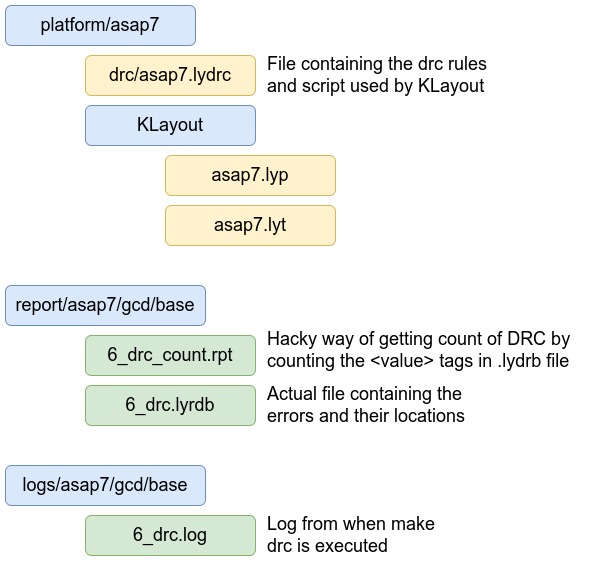 platform/asap7
drc/asap7.lydrc
File containing the drc rules
and script used by KLayout
KLayout
asap7.lyp
asap7.lyt
report/asap7/gcd/base
6_drc_count.rpt
Hacky way of getting count of DRC by
counting the <value> tags in .lydrb file
6_drc.lyrdb
Actual file containing the
errors and their locations
logs/asap7/gcd/base
6_drc.log
Log from when make
drc is executed